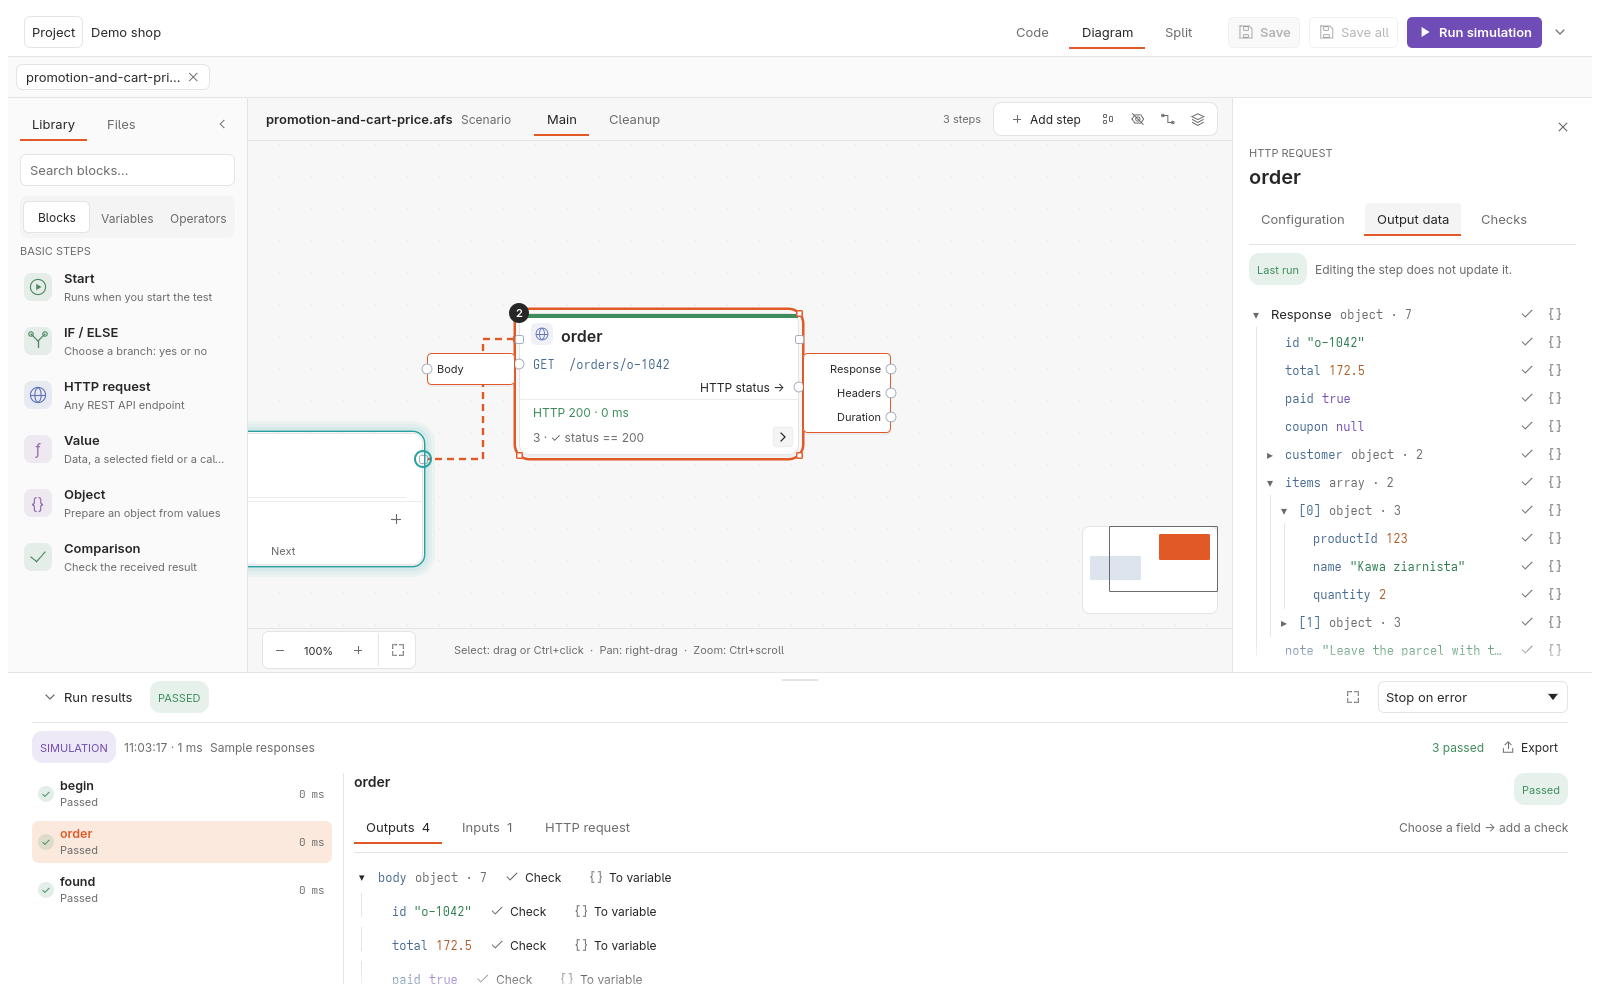 Project Demo shop
Code Diagram Split Save Save all Run simulation
promotion-and-cart-pri...
Library Files
Search blocks...
Blocks Variables Operators
BASIC STEPS
Start
Runs when you start the test
IF / ELSE
Choose a branch: yes or no
HTTP request
Any REST API endpoint
Value
Data, a selected field or a cal...
Object
Prepare an object from values
Comparison
Check the received result
promotion-and-cart-price.afs Scenario Main Cleanup
3 steps Add step
2
order
GET /orders/o-1042
HTTP status →
HTTP 200 · 0 ms
3 · ✓ status == 200
Body
Response
Headers
Duration
Next
100%
Select: drag or Ctrl+click · Pan: right-drag · Zoom: Ctrl+scroll
HTTP REQUEST
order
Configuration Output data Checks
Last run Editing the step does not update it.
Response object · 7 {}
id "o-1042" {}
total 172.5 {}
paid true {}
coupon null {}
customer object · 2 {}
items array · 2 {}
[0] object · 3 {}
productId 123 {}
name "Kawa ziarnista" {}
quantity 2 {}
[1] object · 3 {}
note "Leave the parcel with t… {}
Run results PASSED
Stop on error
SIMULATION 11:03:17 · 1 ms Sample responses
3 passed Export
begin
Passed
0 ms
order
Passed
0 ms
found
Passed
0 ms
order
Passed
Outputs 4 Inputs 1 HTTP request
Choose a field → add a check
body object · 7 Check {} To variable
id "o-1042" Check {} To variable
total 172.5 Check {} To variable
paid true Check {} To variable